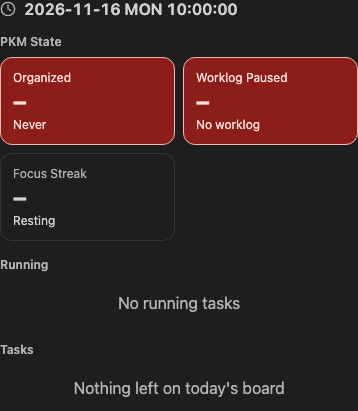 2026-11-16 MON 10:00:00
PKM State
Organized
–
Never
Worklog Paused
–
No worklog
Focus Streak
–
Resting
Running
No running tasks
Tasks
Nothing left on today's board